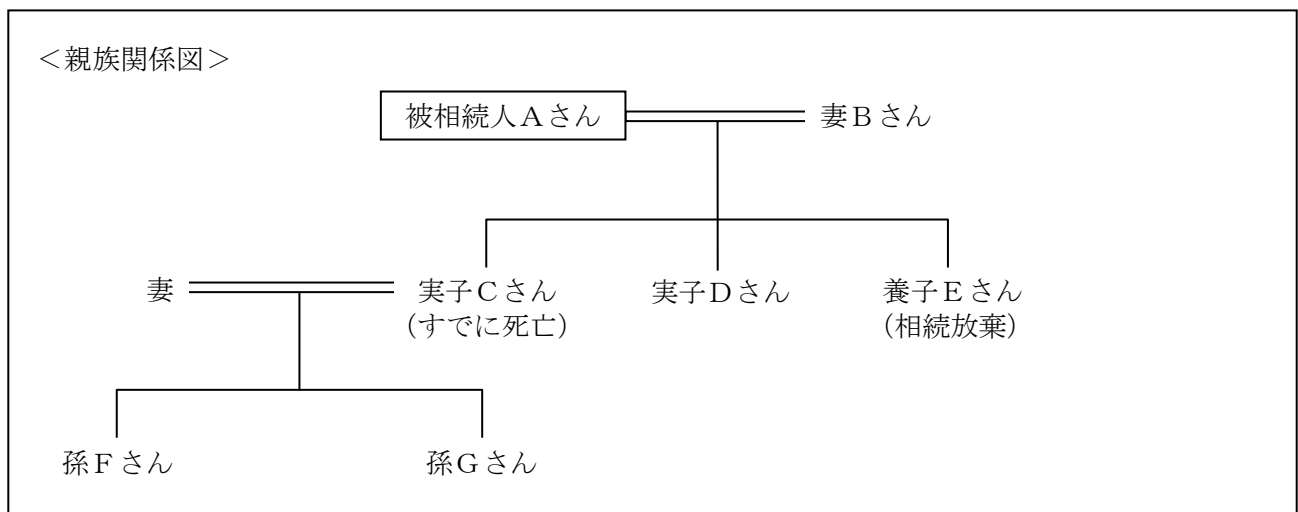 ＜親族関係図＞
被相続人Ａさん
妻Ｂさん
妻
実子Ｃさん
（すでに死亡）
実子Ｄさん
養子Ｅさん
（相続放棄）
孫Ｆさん
孫Ｇさん